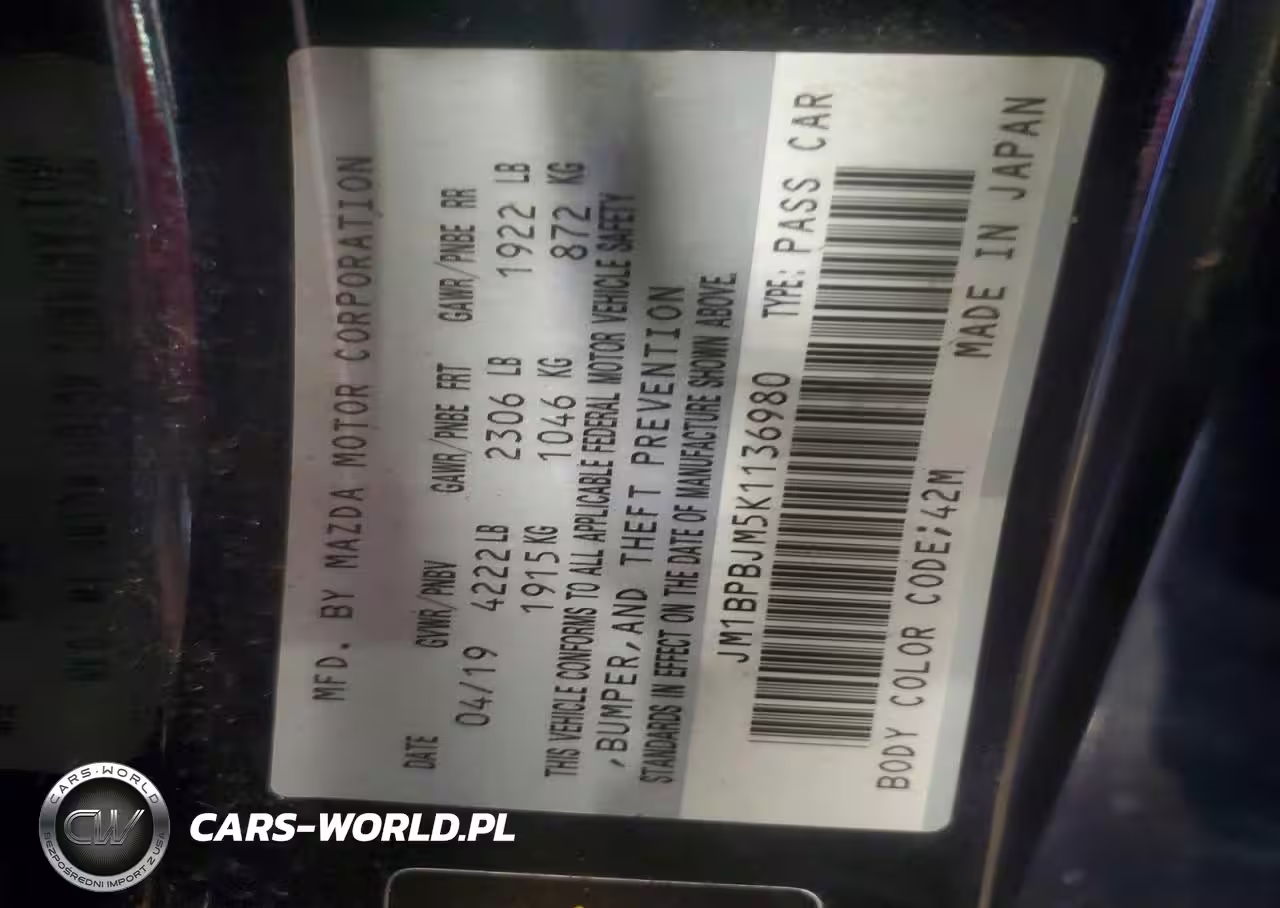 MFD. BY MAZDA MOTOR CORPORATION
DATE GVWR/PNBV GAWR/PNBE FRT GAWR/PNBE RR
04/19 4222LB 2306 LB 1922 LB
1915KG 1046 KG 872 KG
THIS VEHICLE CONFORMS TO ALL APPLICABLE FEDERAL MOTOR VEHICLE SAFETY
,BUMPER,AND THEFT PREVENTION
STANDARDS IN EFFECT ON THE DATE OF MANUFACTURE SHOWN ABOVE.
JM1BPBJM5K1136980 TYPE: PASS CAR
BODY COLOR CODE;42M MADE IN JAPAN
CARS-WORLD
CW
BEZPOŚREDNI IMPORT Z USA
CARS-WORLD.PL